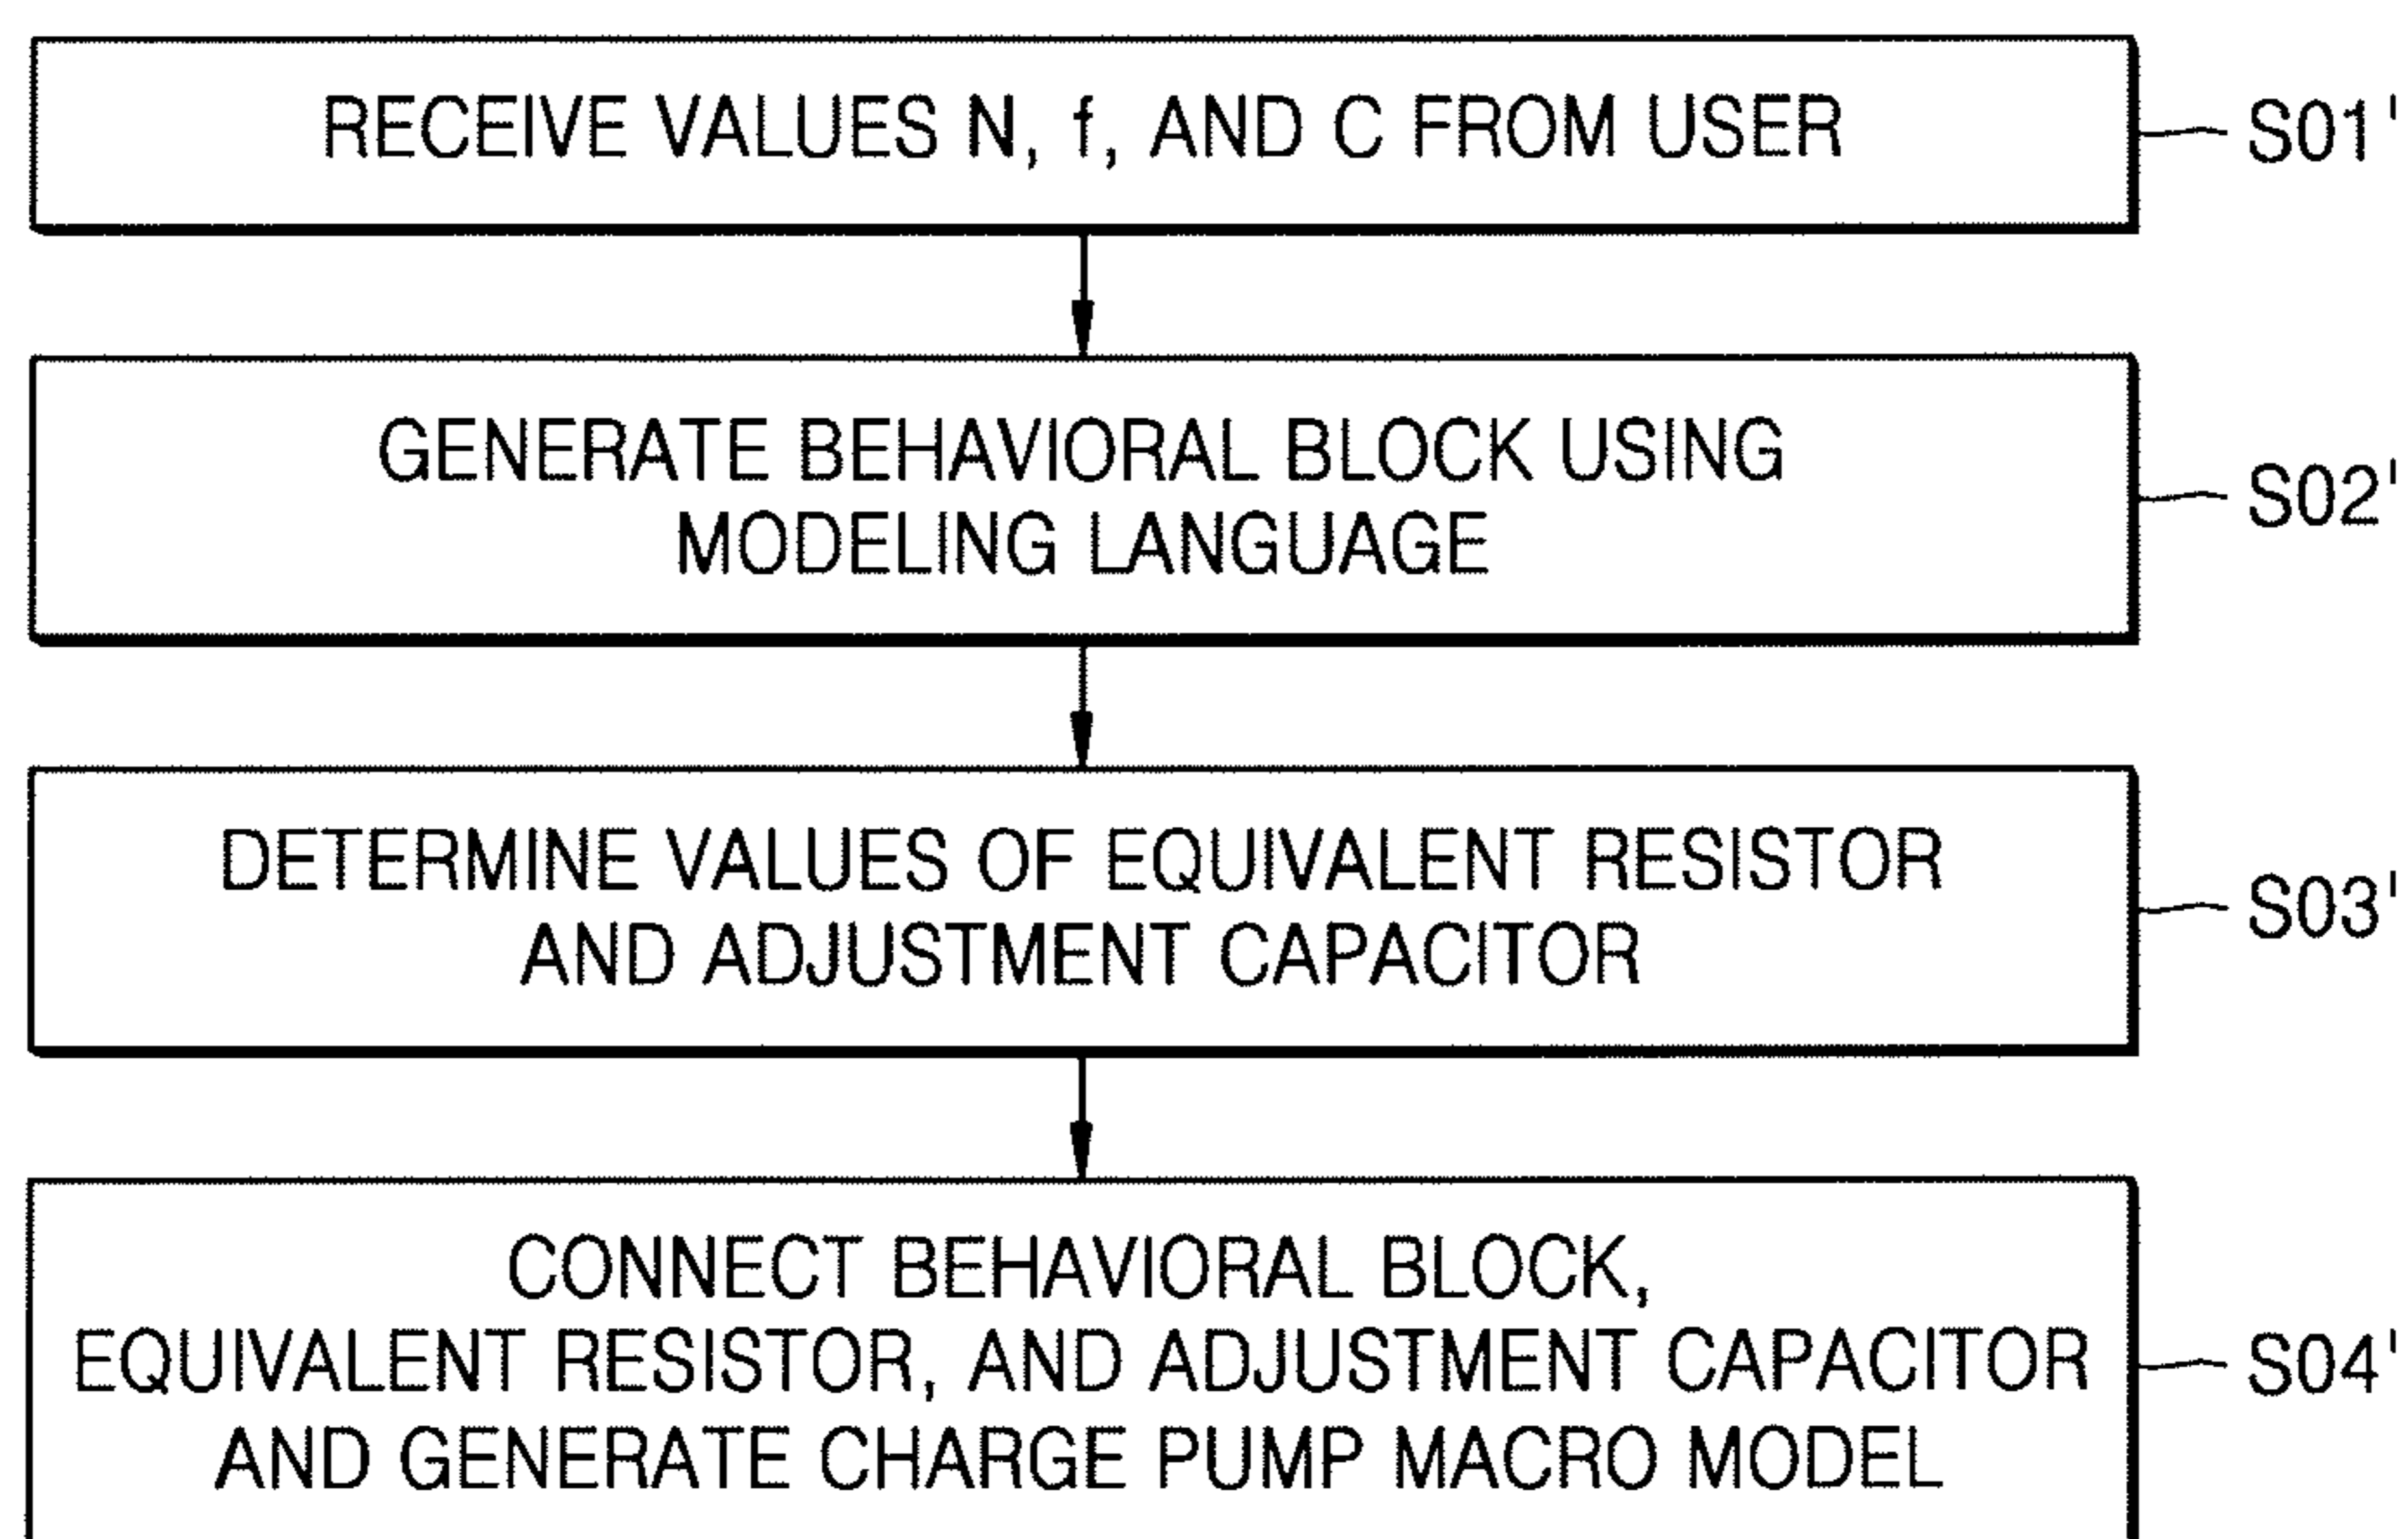 RECEIVE VALUES N, f, AND C FROM USER
S01'
GENERATE BEHAVIORAL BLOCK USING
MODELING LANGUAGE
S02'
DETERMINE VALUES OF EQUIVALENT RESISTOR
AND ADJUSTMENT CAPACITOR
S03'
CONNECT BEHAVIORAL BLOCK,
EQUIVALENT RESISTOR, AND ADJUSTMENT CAPACITOR
AND GENERATE CHARGE PUMP MACRO MODEL
S04'